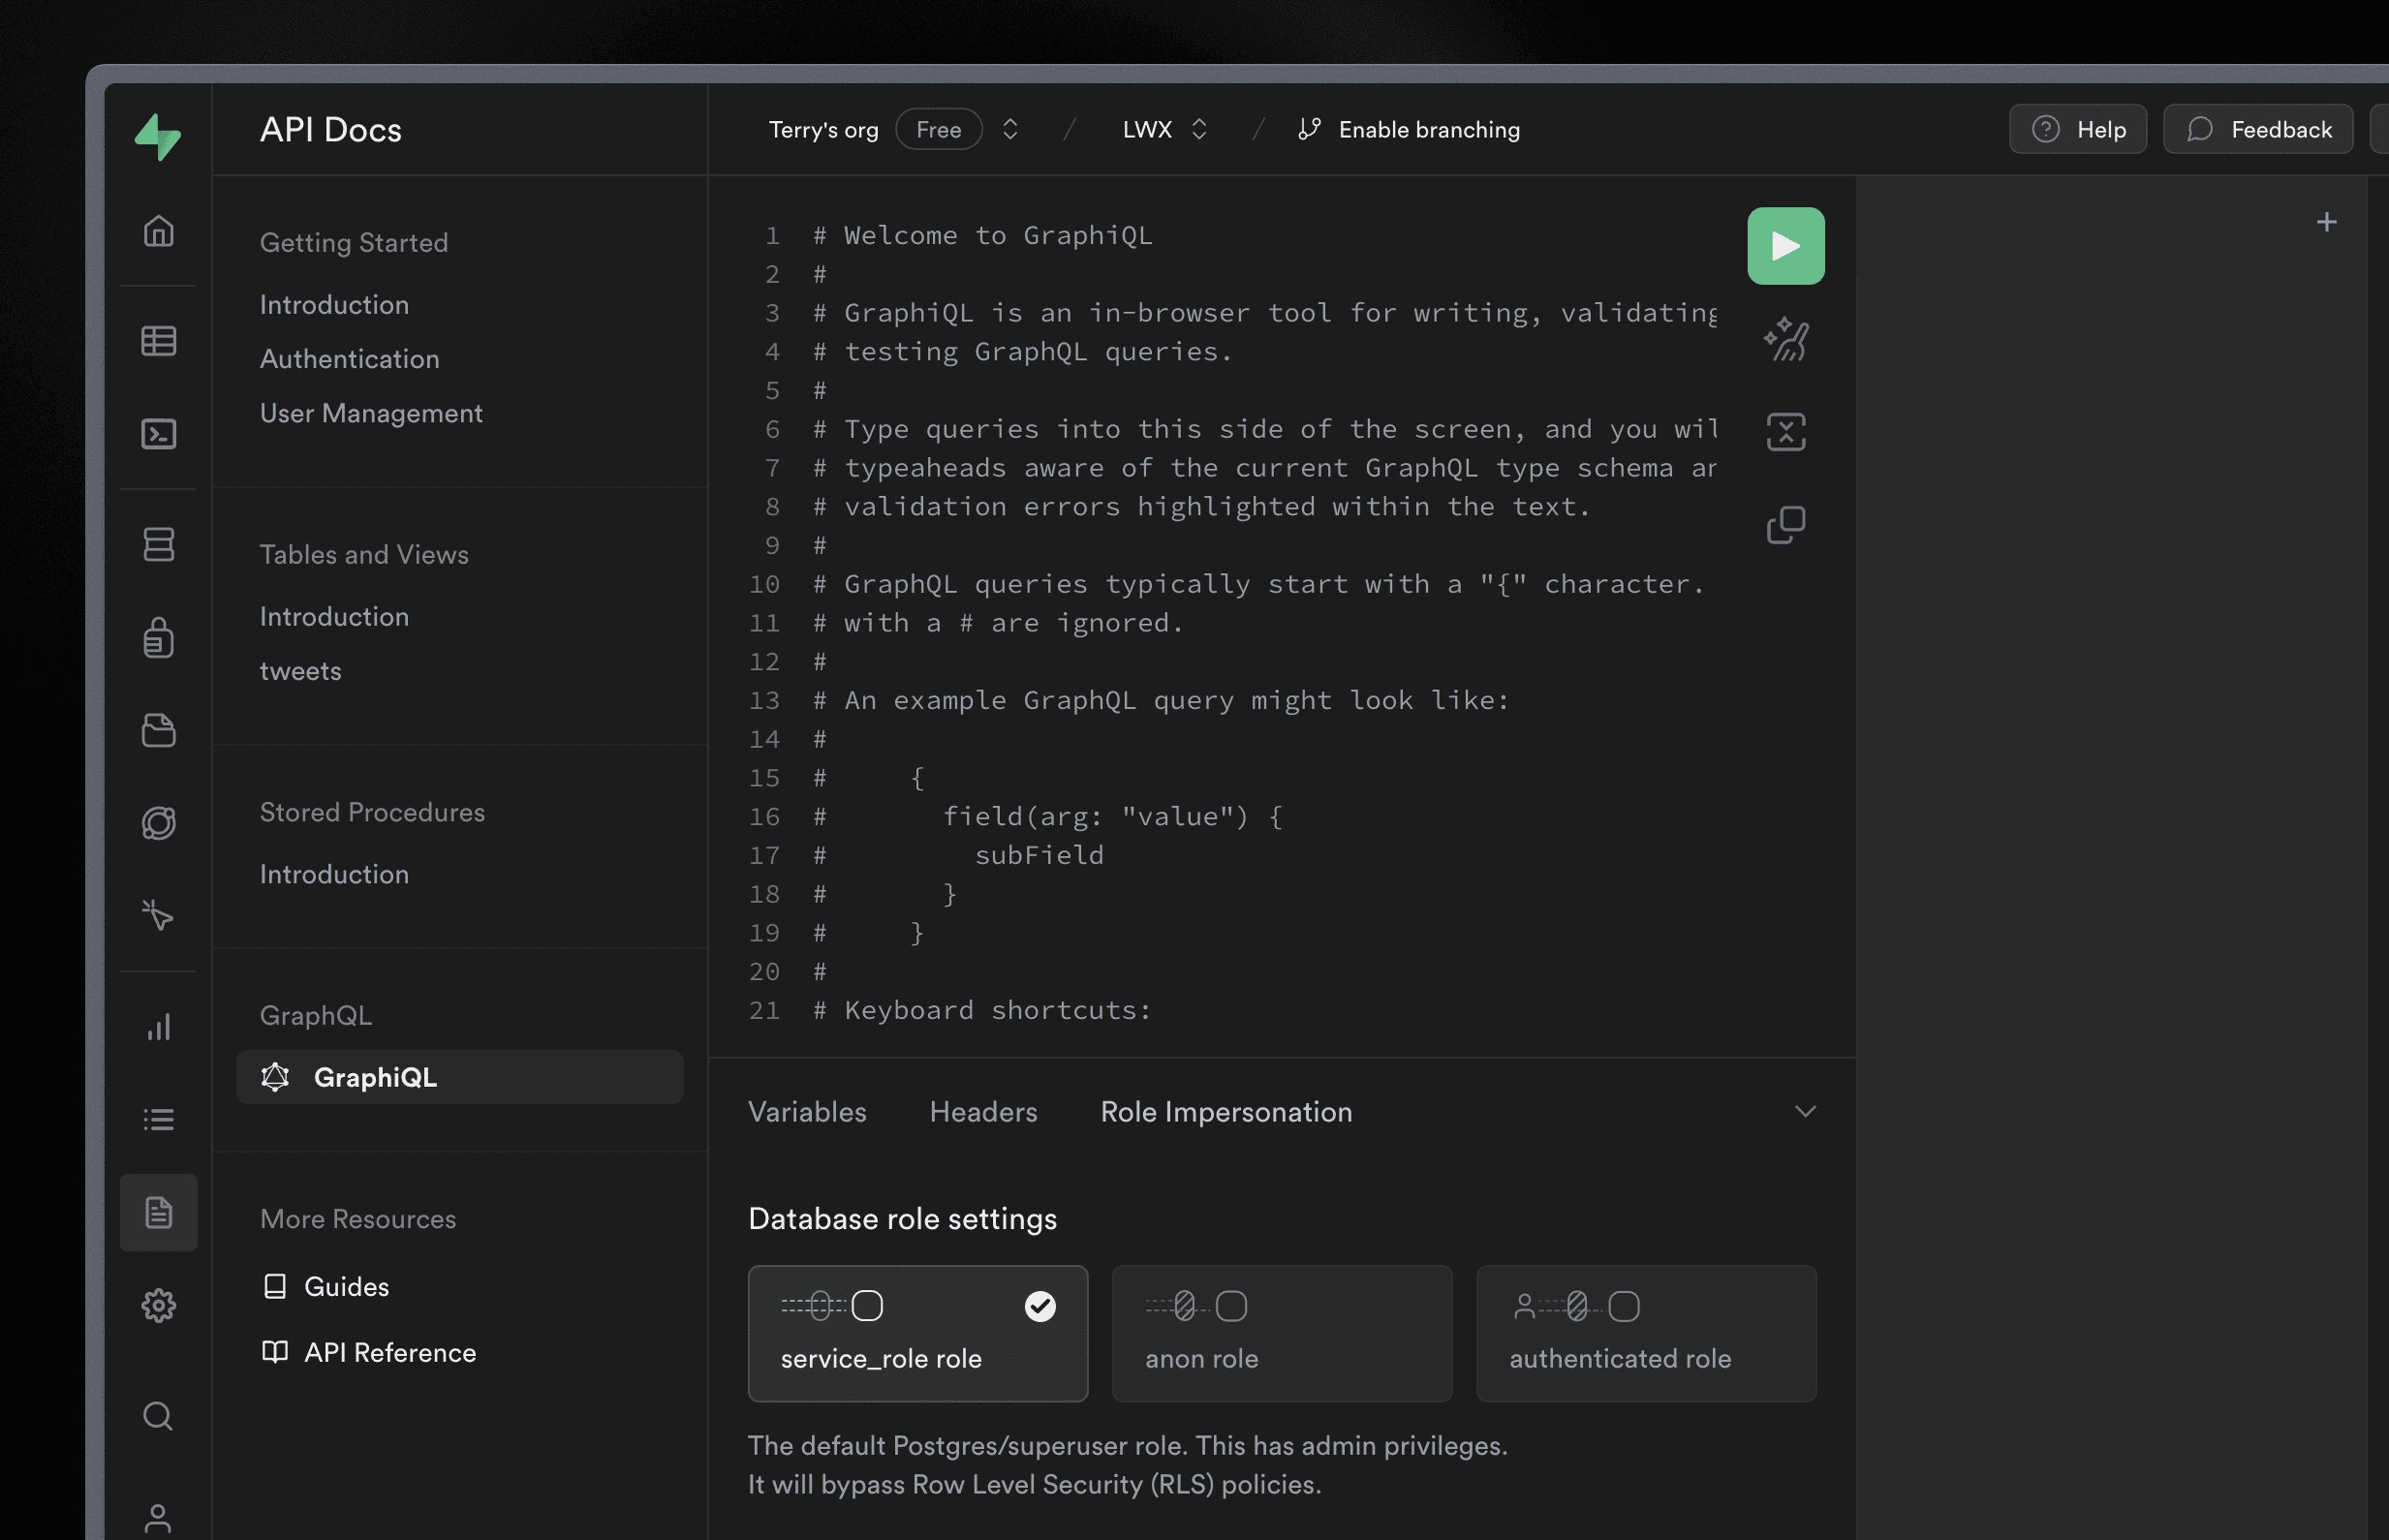 API Docs
Terry's org Free / LWX / Enable branching
Help
Feedback
Getting Started
Introduction
Authentication
User Management
Tables and Views
Introduction
tweets
Stored Procedures
Introduction
GraphQL
GraphiQL
More Resources
Guides
API Reference
1 # Welcome to GraphiQL
2 #
3 # GraphiQL is an in-browser tool for writing, validating
4 # testing GraphQL queries.
5 #
6 # Type queries into this side of the screen, and you wil
7 # typeaheads aware of the current GraphQL type schema an
8 # validation errors highlighted within the text.
9 #
10 # GraphQL queries typically start with a "{" character.
11 # with a # are ignored.
12 #
13 # An example GraphQL query might look like:
14 #
15 #     {
16 #       field(arg: "value") {
17 #         subField
18 #       }
19 #     }
20 #
21 # Keyboard shortcuts:
Variables Headers Role Impersonation
Database role settings
service_role role
anon role
authenticated role
The default Postgres/superuser role. This has admin privileges.
It will bypass Row Level Security (RLS) policies.